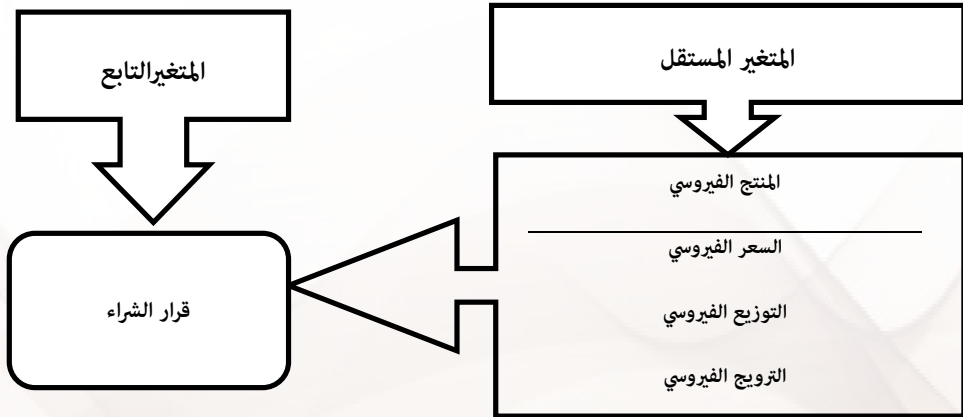 المتغير المستقل
المتغيرالتابع
المنتج الفيروسي
السعر الفيروسي
التوزيع الفيروسي
الترويج الفيروسي
قرار الشراء